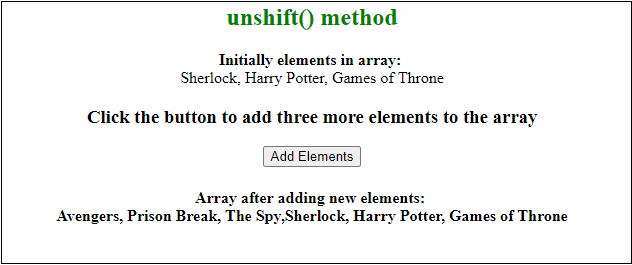 unshift() method
Initially elements in array:
Sherlock, Harry Potter, Games of Throne
Click the button to add three more elements to the array
Add Elements
Array after adding new elements:
Avengers, Prison Break, The Spy,Sherlock, Harry Potter, Games of Throne